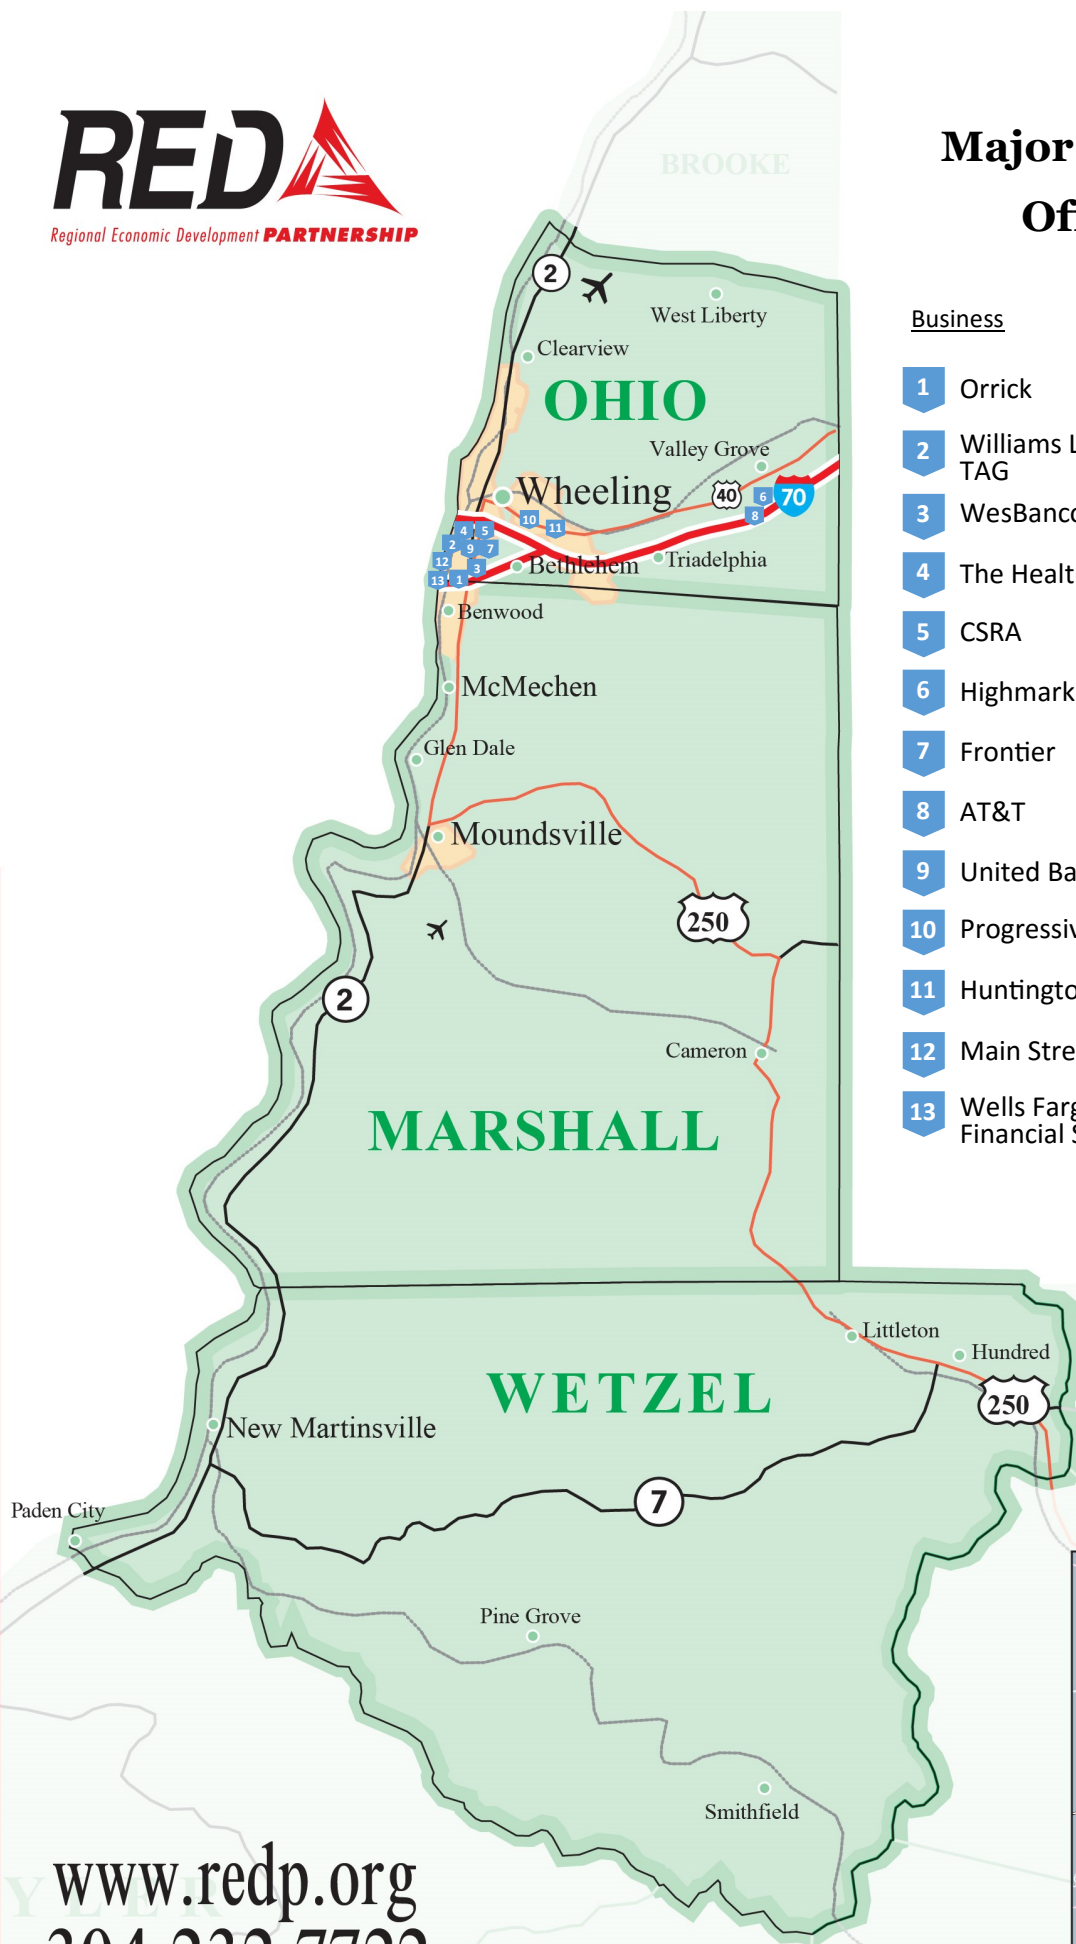 RED
Regional Economic Development PARTNERSHIP
Major
BROOKE
2
West Liberty
Clearview
OHIO
Valley Grove
Wheeling
40
70
6
8
10
11
4
5
2
9
7
12
3
13
1
Bethlehem
Triadelphia
Benwood
McMechen
Glen Dale
Moundsville
250
2
Cameron
MARSHALL
Littleton
Hundred
WETZEL
250
New Martinsville
7
Paden City
Pine Grove
Smithfield
www.redp.org
304-232-7722
Business
1 Orrick
2 Williams L
TAG
3 WesBanco
4 The Healt
5 CSRA
6 Highmark
7 Frontier
8 AT&T
9 United Ba
10 Progressiv
11 Huntingto
12 Main Stre
13 Wells Farg
Financial S